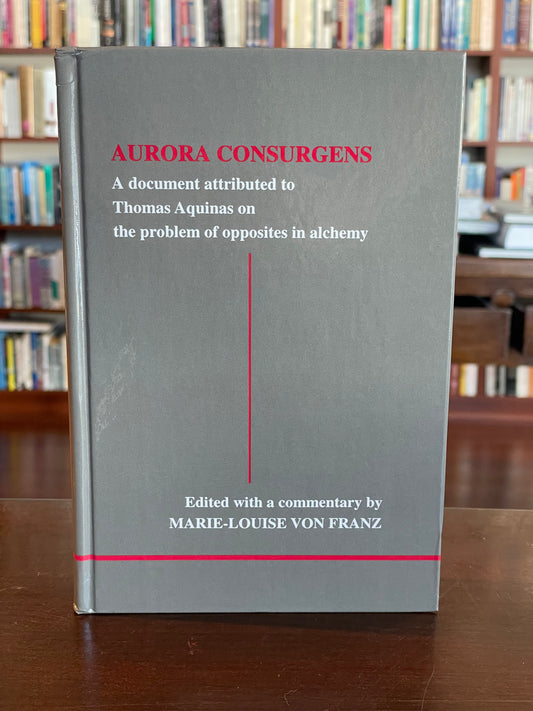 AURORA CONSURGENS
A document attributed to
Thomas Aquinas on
the problem of opposites in alchemy
Edited with a commentary by
MARIE-LOUISE VON FRANZ